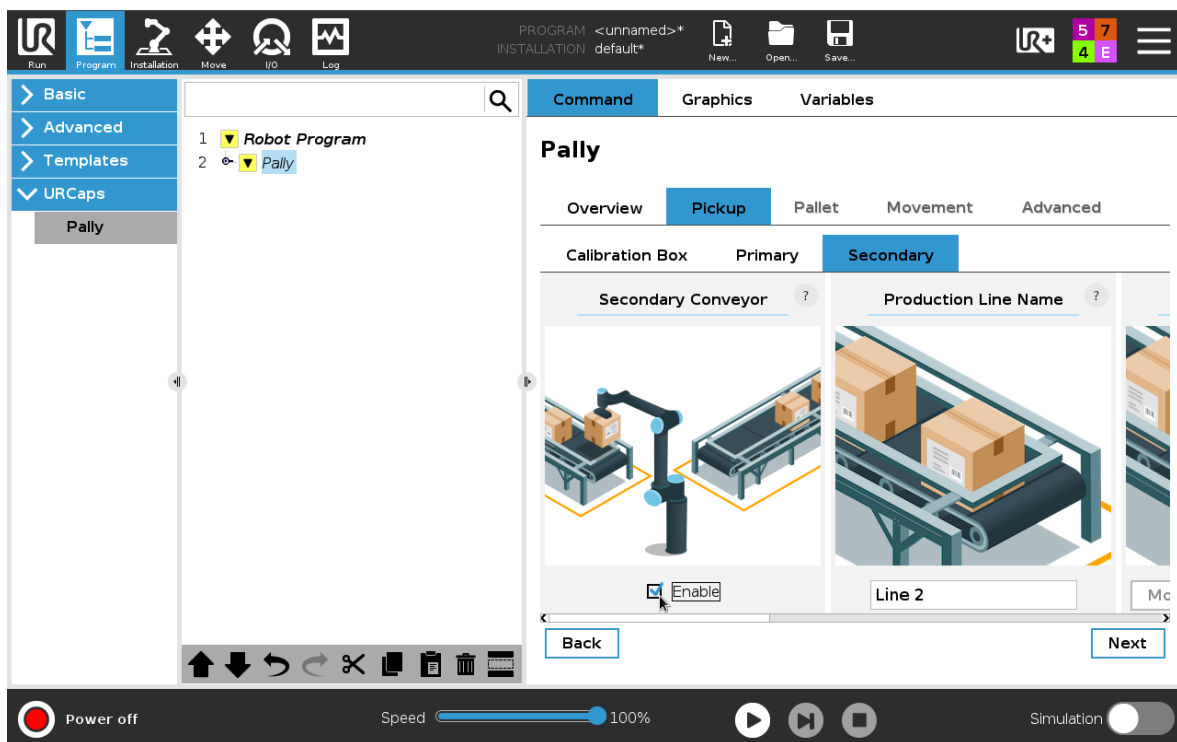 PROGRAM <unnamed>*
INSTALLATION default*
UR
Run
Program
Installation
Move
I/O
Log
New...
Open...
Save...
UR+
5 7
4 E
Basic
Advanced
Templates
URCaps
Pally
1 Robot Program
2 Pally
Command Graphics Variables
Pally
Overview Pickup Pallet Movement Advanced
Calibration Box Primary Secondary
Secondary Conveyor ?
Production Line Name ?
Enable
Line 2
Back
Next
Power off
Speed 100%
Simulation